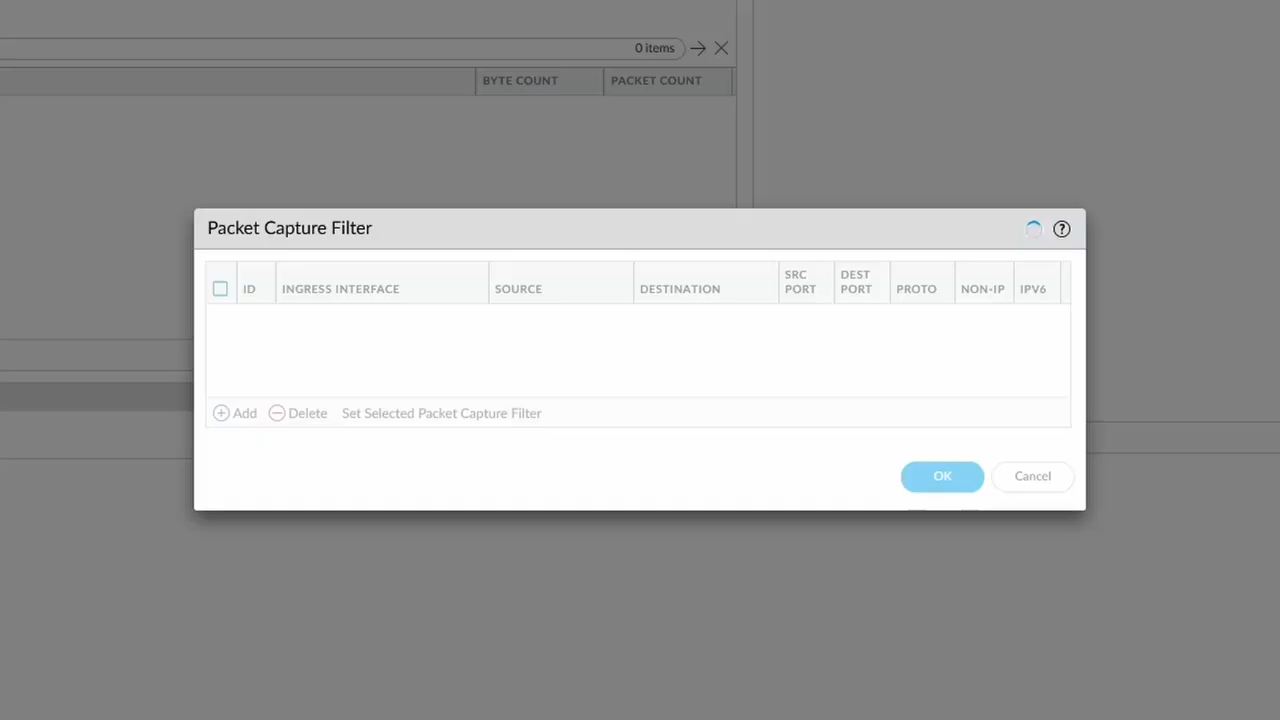 0 items
BYTE COUNT PACKET COUNT
Packet Capture Filter ?
ID INGRESS INTERFACE SOURCE DESTINATION SRC PORT DEST PORT PROTO NON-IP IPV6
Add Delete Set Selected Packet Capture Filter
OK Cancel